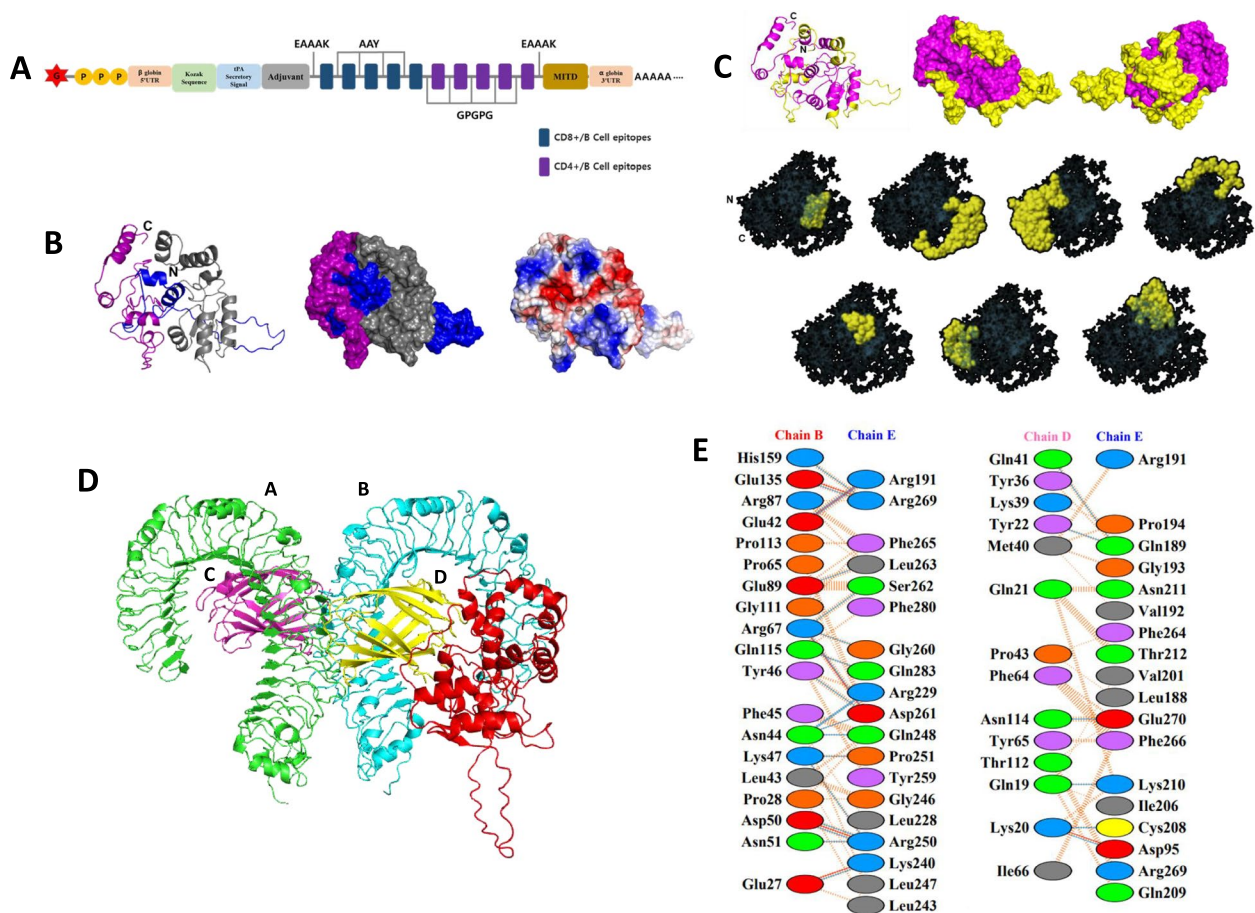 A
EAAAK
AAY
EAAAK
G
P
P
P
β globin
5'UTR
Kozak
Sequence
tPA
Secretory
Signal
Adjuvant
MITD
α globin
3'UTR
AAAAA ....
GPGPG
CD8+/B Cell epitopes
CD4+/B Cell epitopes
B
C
N
C
C
N
N
C
D
A
B
C
D
E
Chain B
Chain E
His159
Glu135
Arg191
Arg87
Arg269
Glu42
Pro113
Phe265
Pro65
Leu263
Glu89
Ser262
Gly111
Phe280
Arg67
Gln115
Gly260
Tyr46
Gln283
Arg229
Phe45
Asp261
Asn44
Gln248
Lys47
Pro251
Leu43
Tyr259
Pro28
Gly246
Asp50
Leu228
Asn51
Arg250
Lys240
Glu27
Leu247
Leu243
Chain D
Chain E
Gln41
Arg191
Tyr36
Lys39
Tyr22
Pro194
Met40
Gln189
Gly193
Gln21
Asn211
Val192
Phe264
Pro43
Thr212
Phe64
Val201
Leu188
Asn114
Glu270
Tyr65
Phe266
Thr112
Gln19
Lys210
Ile206
Lys20
Cys208
Asp95
Ile66
Arg269
Gln209